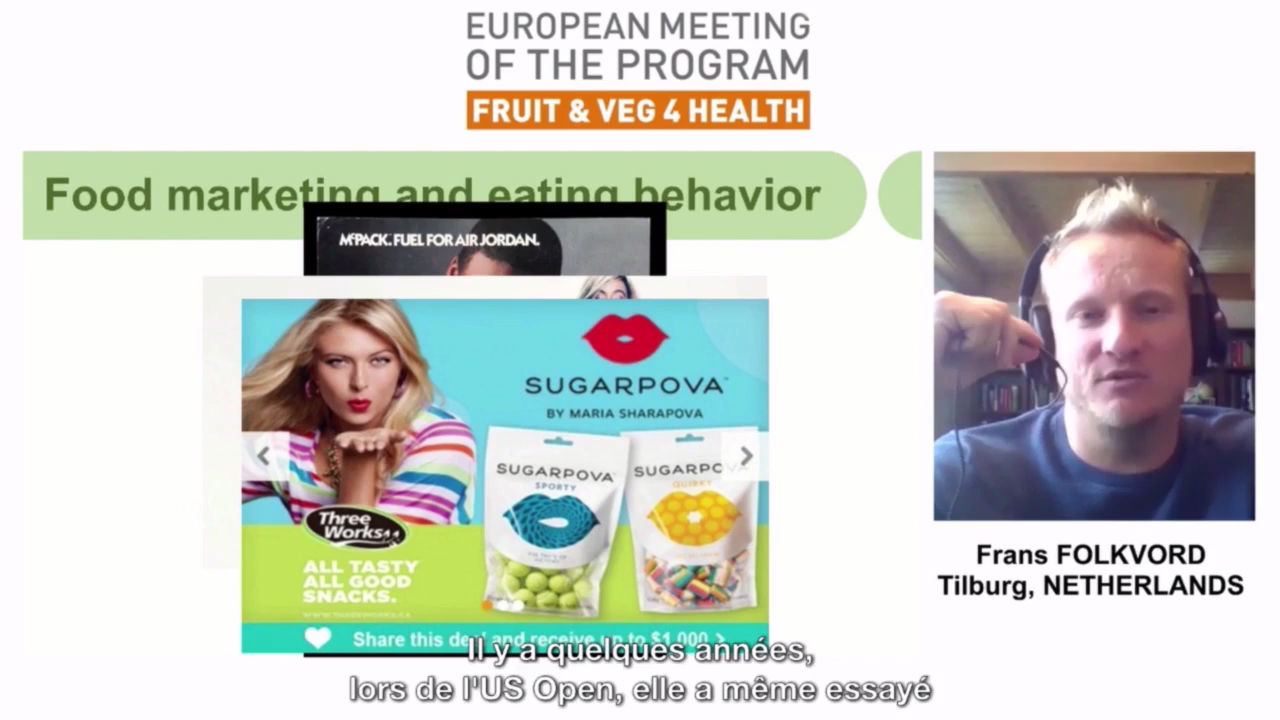 EUROPEAN MEETING
OF THE PROGRAM
FRUIT & VEG 4 HEALTH
Food marketing and eating behavior
MCPACK. FUEL FOR AIR JORDAN.
SUGARPOVA
BY MARIA SHARAPOVA
SUGARPOVA
SPORTY
SUGARPOVA
QUIRKY
Three
Works
ALL TASTY
ALL GOOD
SNACKS.
Share this deal and receive up to $1,000 >
Frans FOLKVORD
Tilburg, NETHERLANDS
Il y a quelques années,
lors de l'US Open, elle a même essayé